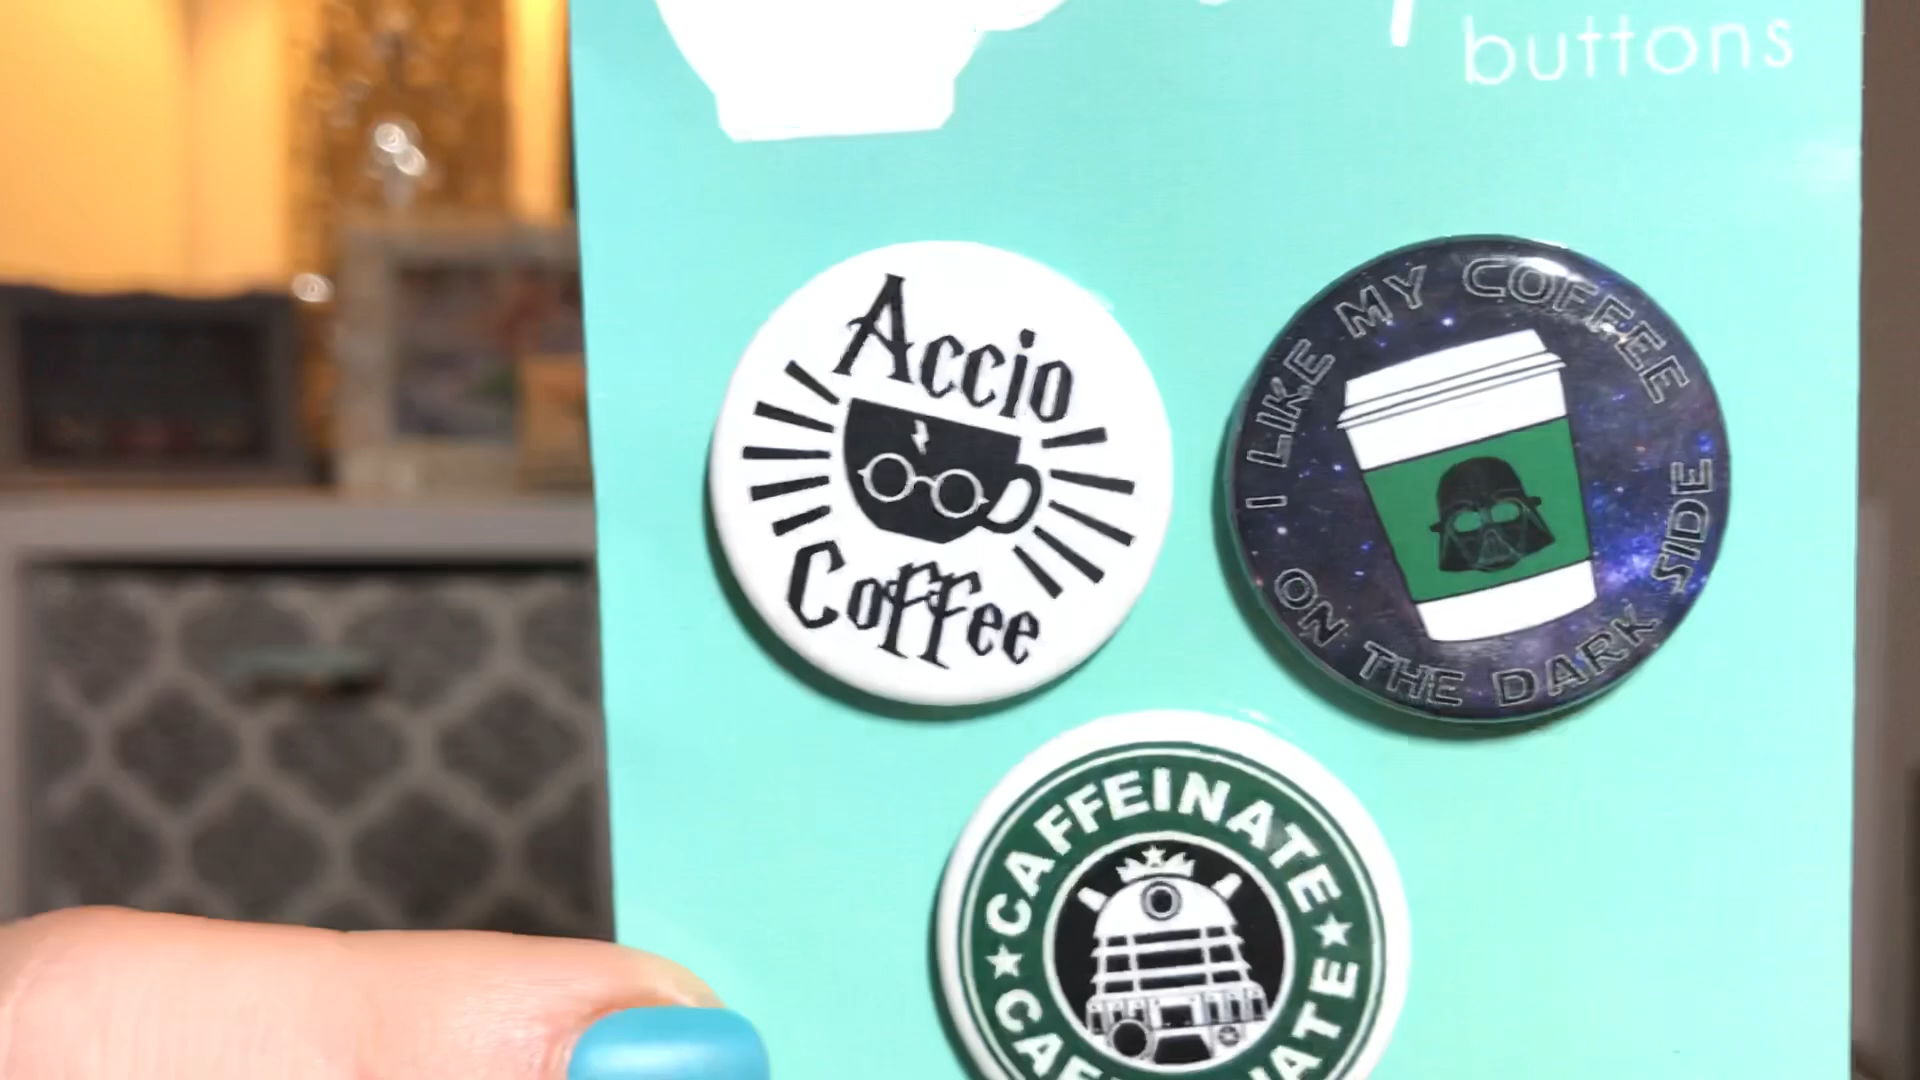 buttons
Accio
Coffee
I LIKE MY COFFEE
ON THE DARK SIDE
CAFFEINATE